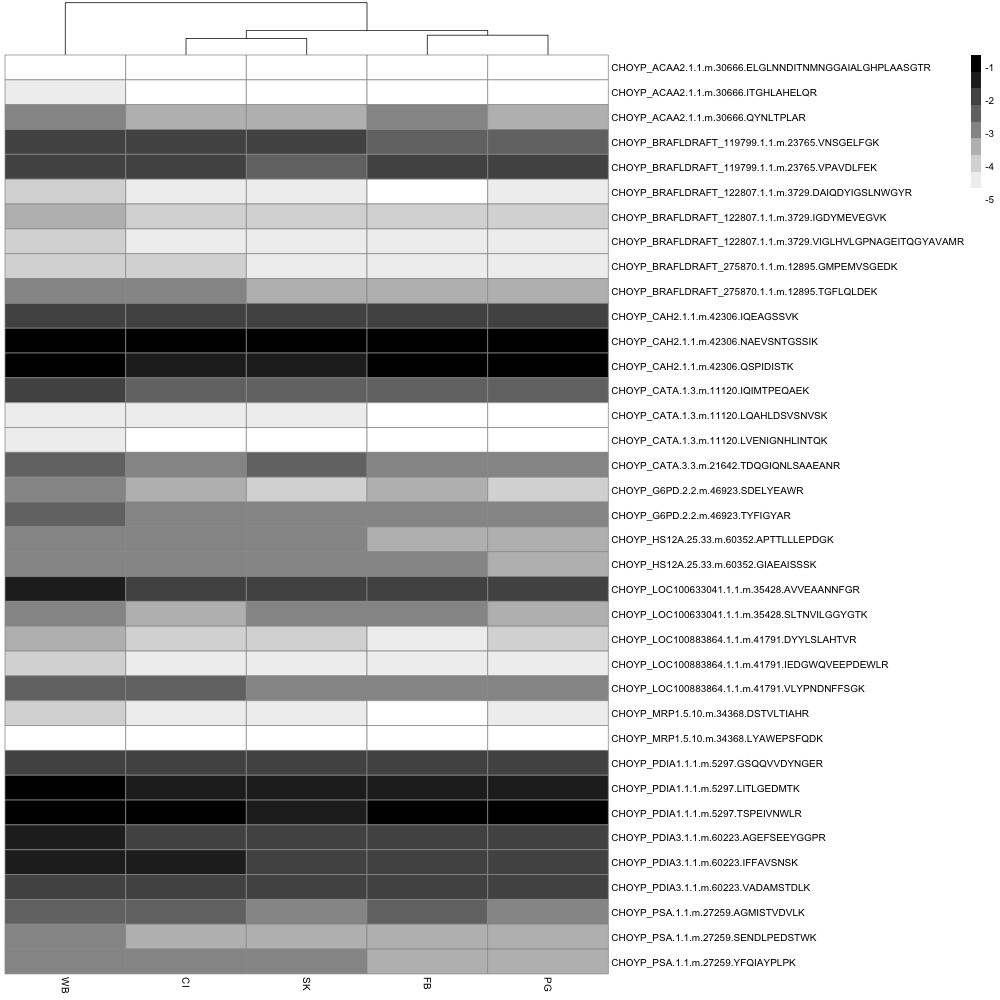 CHOYP_ACAA2.1.1.m.30666.ELGLNNDITNMNGGAIALGHPLAASGTR
CHOYP_ACAA2.1.1.m.30666.ITGHLAHELQR
CHOYP_ACAA2.1.1.m.30666.QYNLTPLAR
CHOYP_BRAFLDRAFT_119799.1.1.m.23765.VNSGELFGK
CHOYP_BRAFLDRAFT_119799.1.1.m.23765.VPAVDLFEK
CHOYP_BRAFLDRAFT_122807.1.1.m.3729.DAIQDYIGSLNWGYR
CHOYP_BRAFLDRAFT_122807.1.1.m.3729.IGDYMEVEGVK
CHOYP_BRAFLDRAFT_122807.1.1.m.3729.VIGLHVLGPNAGEITQGYAVAMR
CHOYP_BRAFLDRAFT_275870.1.1.m.12895.GMPEMVSGEDK
CHOYP_BRAFLDRAFT_275870.1.1.m.12895.TGFLQLDEK
CHOYP_CAH2.1.1.m.42306.IQEAGSSVK
CHOYP_CAH2.1.1.m.42306.NAEVSNTGSSIK
CHOYP_CAH2.1.1.m.42306.QSPIDISTK
CHOYP_CATA.1.3.m.11120.IQIMTPEQAEK
CHOYP_CATA.1.3.m.11120.LQAHLDSVSNVSK
CHOYP_CATA.1.3.m.11120.LVENIGNHLINTQK
CHOYP_CATA.3.3.m.21642.TDQGIQNLSAAEANR
CHOYP_G6PD.2.2.m.46923.SDELYEAWR
CHOYP_G6PD.2.2.m.46923.TYFIGYAR
CHOYP_HS12A.25.33.m.60352.APTTLLLEPDGK
CHOYP_HS12A.25.33.m.60352.GIAEAISSSK
CHOYP_LOC100633041.1.1.m.35428.AVVEAANNFGR
CHOYP_LOC100633041.1.1.m.35428.SLTNVILGGYGTK
CHOYP_LOC100883864.1.1.m.41791.DYYLSLAHTVR
CHOYP_LOC100883864.1.1.m.41791.IEDGWQVEEPDEWLR
CHOYP_LOC100883864.1.1.m.41791.VLYPNDNFFSGK
CHOYP_MRP1.5.10.m.34368.DSTVLTIAHR
CHOYP_MRP1.5.10.m.34368.LYAWEPSFQDK
CHOYP_PDIA1.1.1.m.5297.GSQQVVDYNGER
CHOYP_PDIA1.1.1.m.5297.LITLGEDMTK
CHOYP_PDIA1.1.1.m.5297.TSPEIVNWLR
CHOYP_PDIA3.1.1.m.60223.AGEFSEEYGGPR
CHOYP_PDIA3.1.1.m.60223.IFFAVSNSK
CHOYP_PDIA3.1.1.m.60223.VADAMSTDLK
CHOYP_PSA.1.1.m.27259.AGMISTVDVLK
CHOYP_PSA.1.1.m.27259.SENDLPEDSTWK
CHOYP_PSA.1.1.m.27259.YFQIAYPLPK
-1
-2
-3
-4
-5
WB
CI
SK
FB
PG